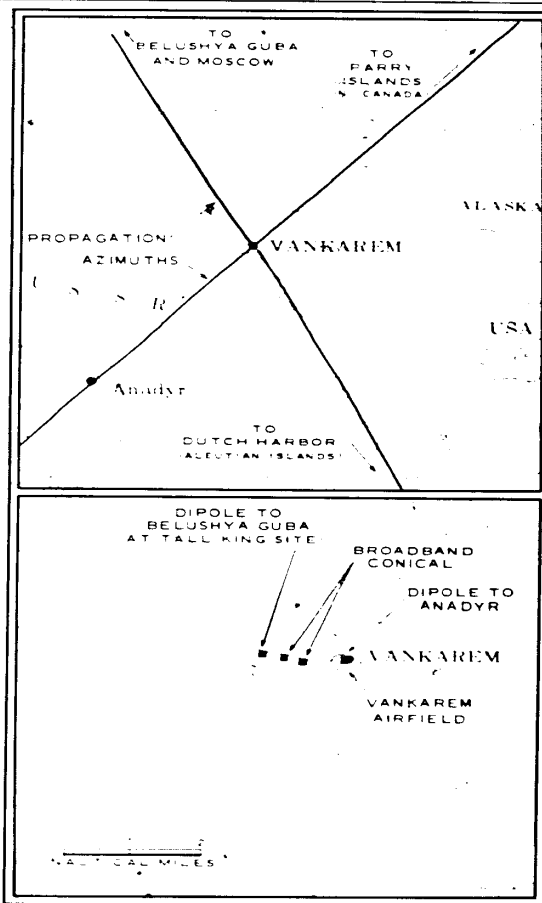 TO
BELUSHYA GUBA
AND MOSCOW
TO
PARRY
ISLANDS
CANADA
ALASKA
PROPAGATION
AZIMUTHS
VANKAREM
U S S R
USA
Anadyr
TO
DUTCH HARBOR
(ALEUTIAN ISLANDS)
DIPOLE TO
BELUSHYA GUBA
AT TALL KING SITE
BROADBAND
CONICAL
DIPOLE TO
ANADYR
VANKAREM
VANKAREM
AIRFIELD
NAUTICAL MILES